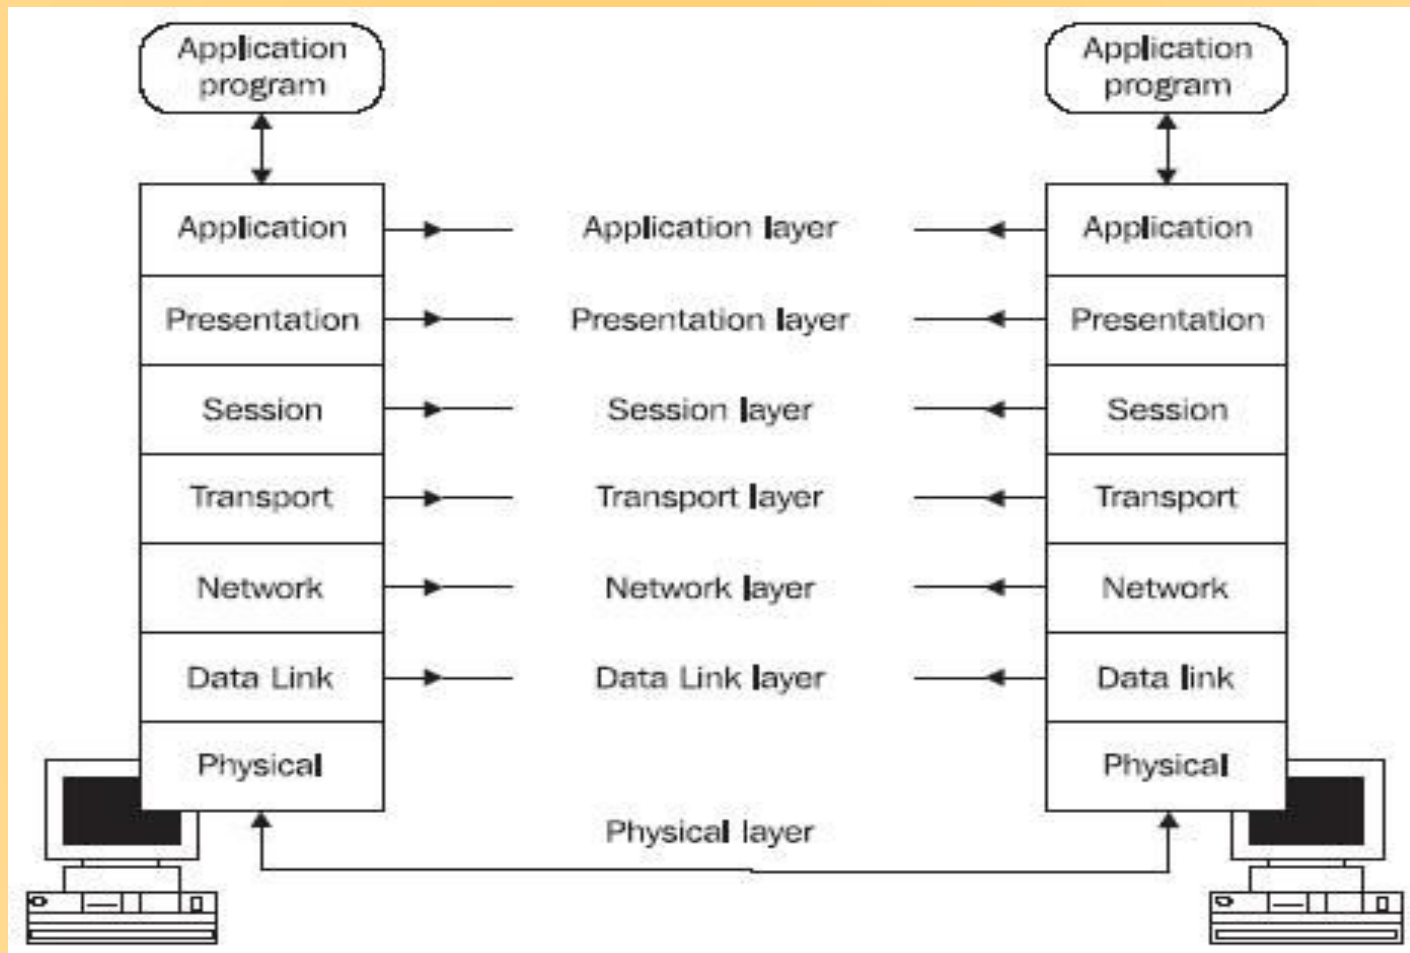 Application
program
Application
program
Application
Application layer
Application
Presentation
Presentation layer
Presentation
Session
Session layer
Session
Transport
Transport layer
Transport
Network
Network layer
Network
Data Link
Data Link layer
Data link
Physical
Physical
Physical layer